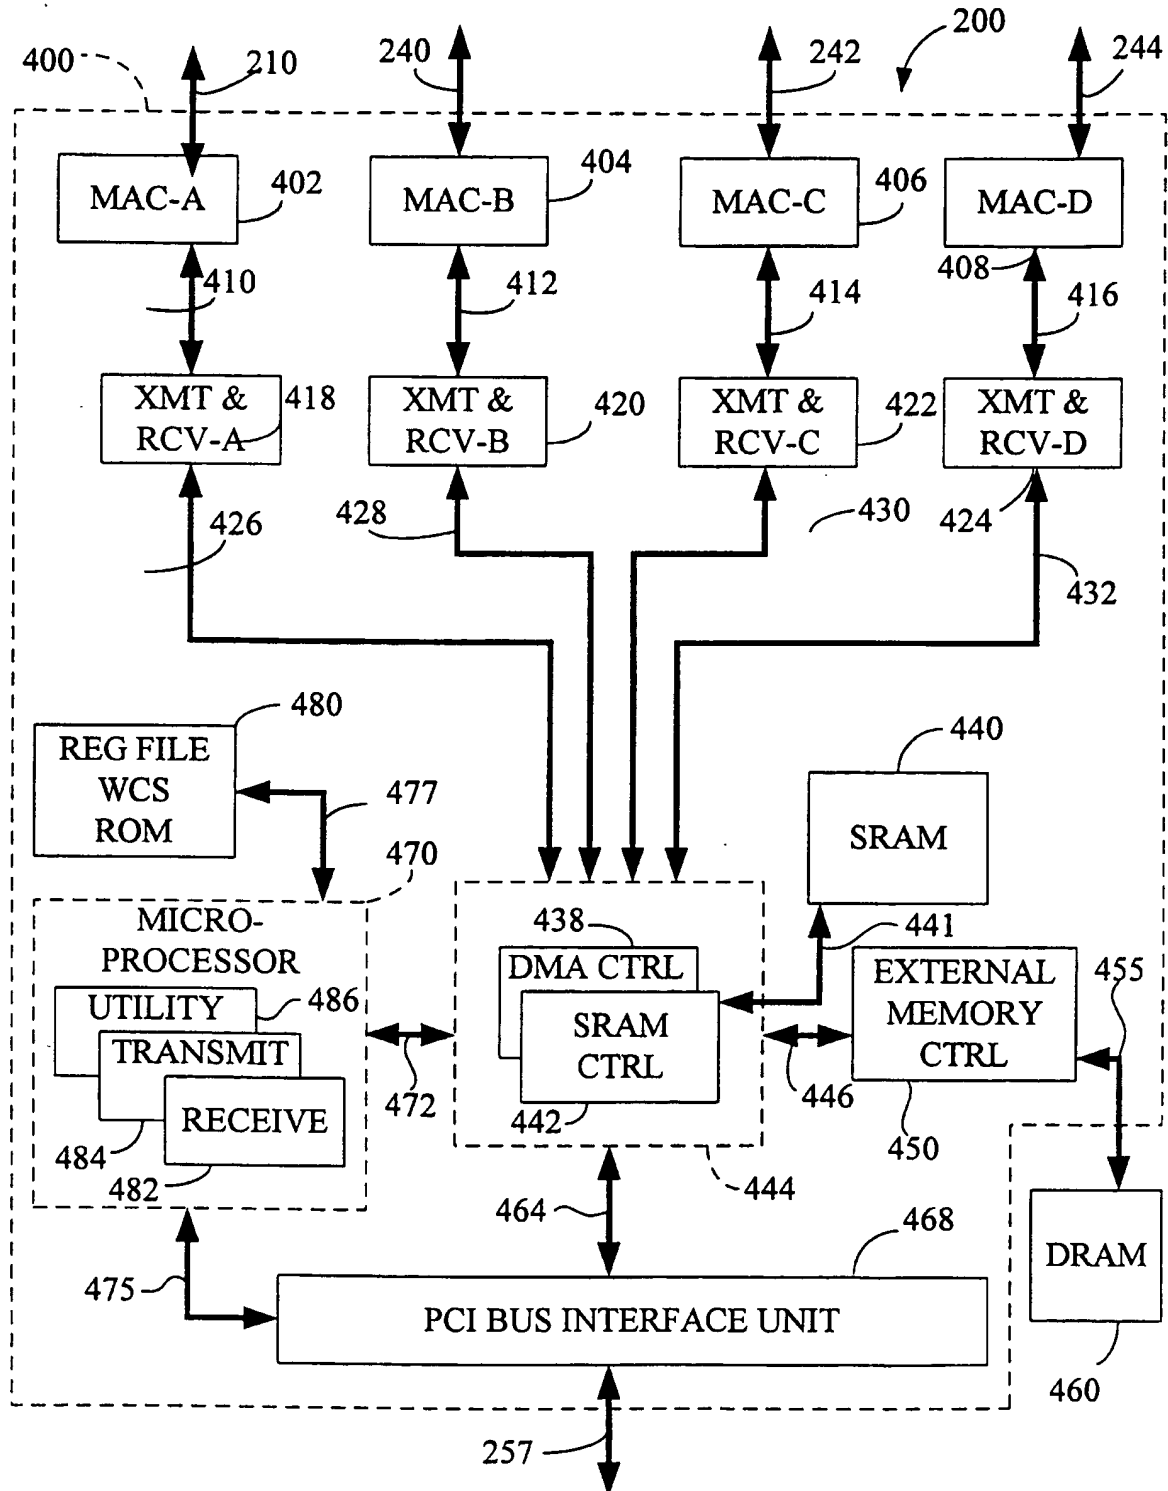 200
400
210
240
242
244
MAC-A
402
MAC-B
404
MAC-C
406
MAC-D
408
410
412
414
416
XMT &
RCV-A
418
XMT &
RCV-B
420
XMT &
RCV-C
422
XMT &
RCV-D
424
426
428
430
432
480
REG FILE
WCS
ROM
477
470
440
SRAM
441
MICRO-
PROCESSOR
UTILITY
486
TRANSMIT
RECEIVE
484
482
472
438
DMA CTRL
SRAM
CTRL
442
444
446
EXTERNAL
MEMORY
CTRL
450
455
DRAM
460
464
468
475
PCI BUS INTERFACE UNIT
257